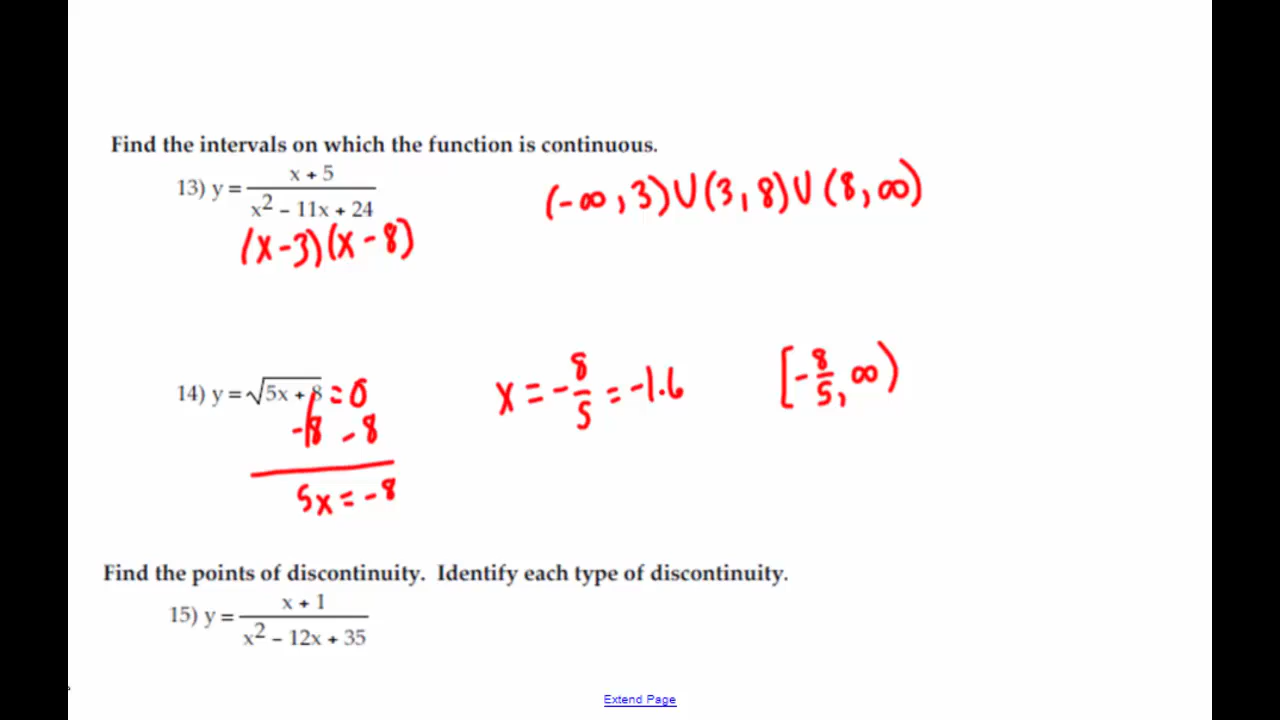 Find the intervals on which the function is continuous.
13) y = (x + 5)/(x² − 11x + 24)
(-∞, 3) ∪ (3, 8) ∪ (8, ∞)
(x-3)(x-8)
14) y = √(5x + 8) = 0
x = -8/5 = -1.6
[-8/5, ∞)
-8 -8
5x = -8
Find the points of discontinuity. Identify each type of discontinuity.
15) y = (x + 1)/(x² − 12x + 35)
Extend Page